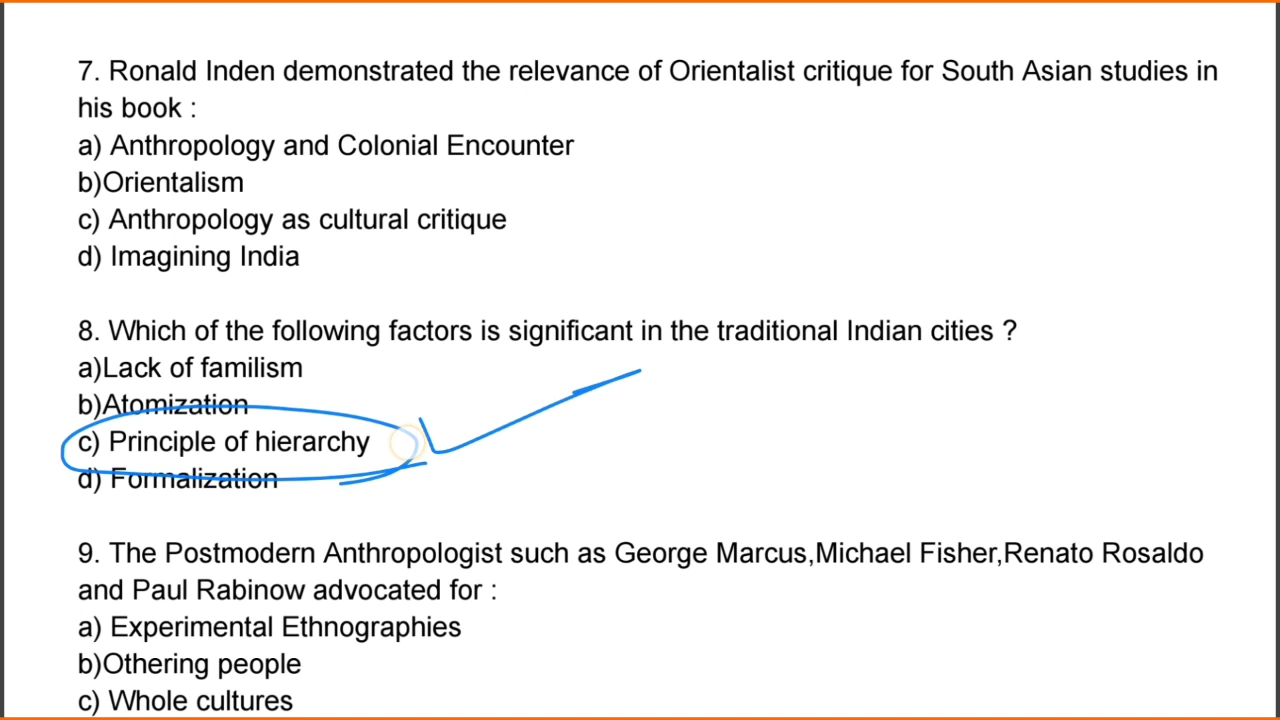 7. Ronald Inden demonstrated the relevance of Orientalist critique for South Asian studies in
his book :
a) Anthropology and Colonial Encounter
b)Orientalism
c) Anthropology as cultural critique
d) Imagining India
8. Which of the following factors is significant in the traditional Indian cities ?
a)Lack of familism
b)Atomization
c) Principle of hierarchy
d) Formalization
9. The Postmodern Anthropologist such as George Marcus,Michael Fisher,Renato Rosaldo
and Paul Rabinow advocated for :
a) Experimental Ethnographies
b)Othering people
c) Whole cultures